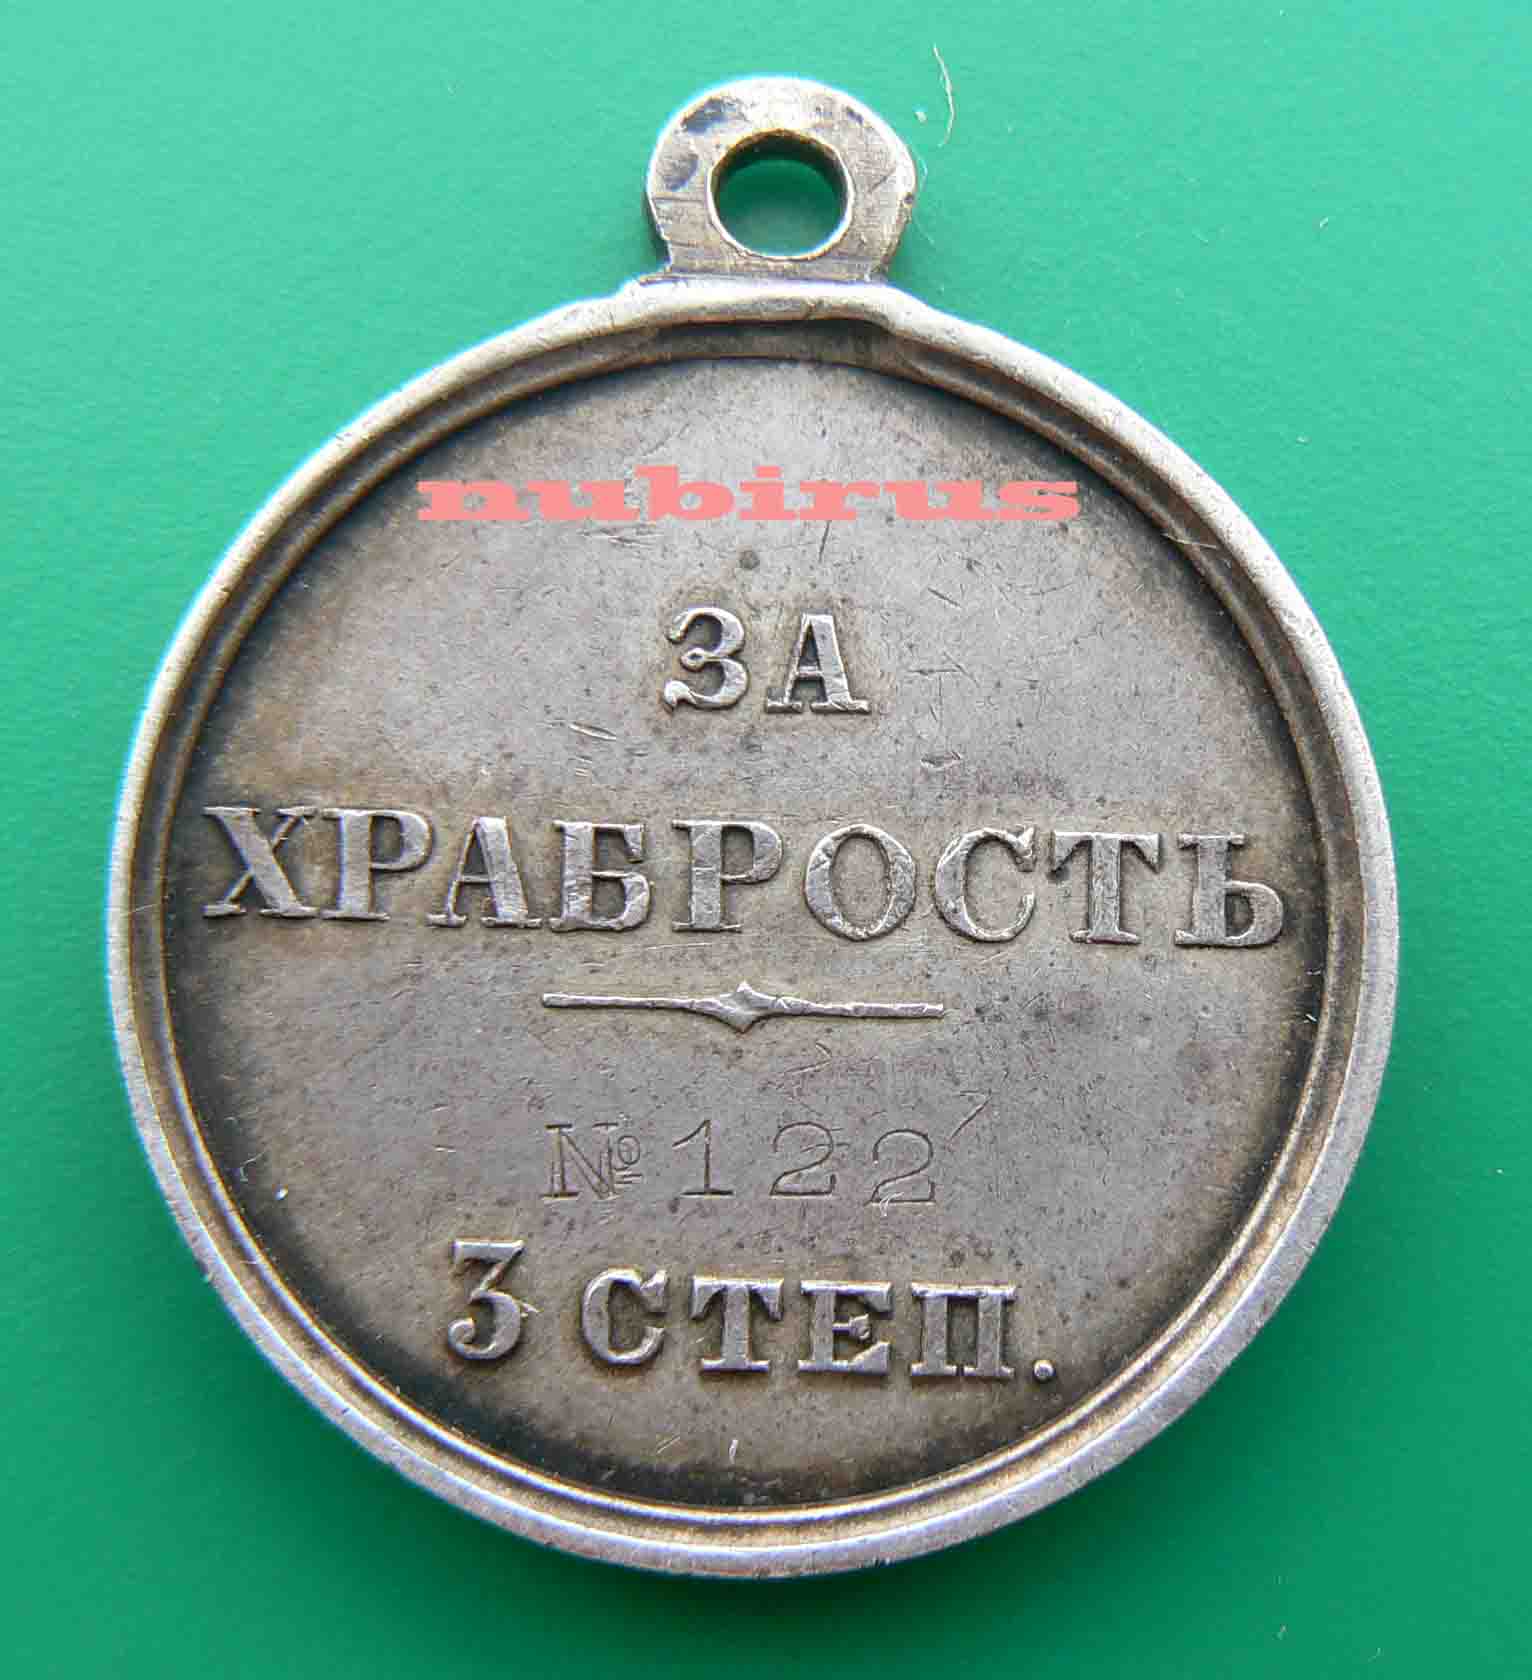 nubirus
ЗА
ХРАБРОСТЬ
№ 122
3 СТЕП.